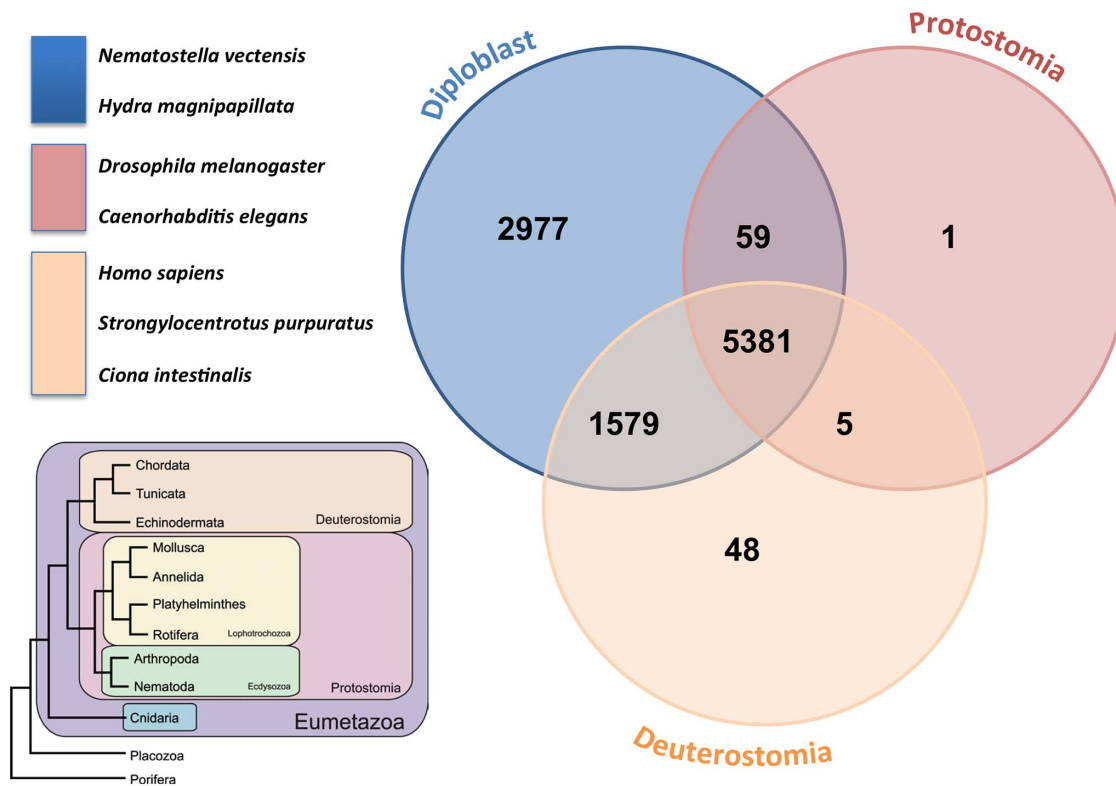 Nematostella vectensis
Hydra magnipapillata
Drosophila melanogaster
Caenorhabditis elegans
Homo sapiens
Strongylocentrotus purpuratus
Ciona intestinalis
Diploblast
Protostomia
2977
59
1
5381
1579
5
48
Deuterostomia
Chordata
Tunicata
Echinodermata
Deuterostomia
Mollusca
Annelida
Platyhelminthes
Rotifera
Lophotrochozoa
Arthropoda
Nematoda
Ecdysozoa
Protostomia
Cnidaria
Eumetazoa
Placozoa
Porifera